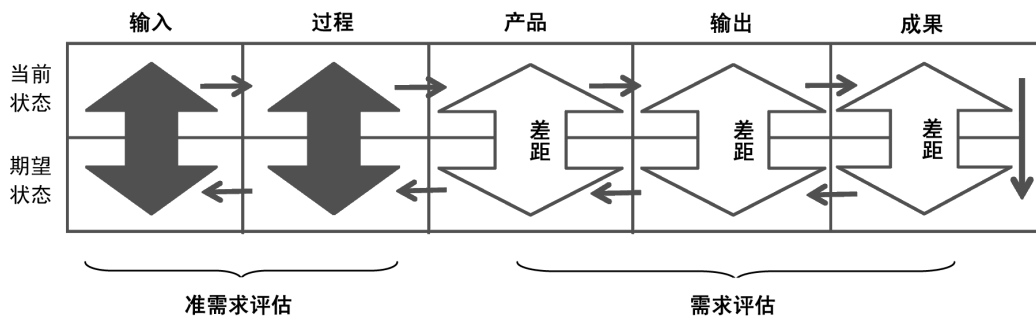 输入 过程 产品 输出 成果
当前
状态
差距 差距 差距
期望
状态
准需求评估 需求评估